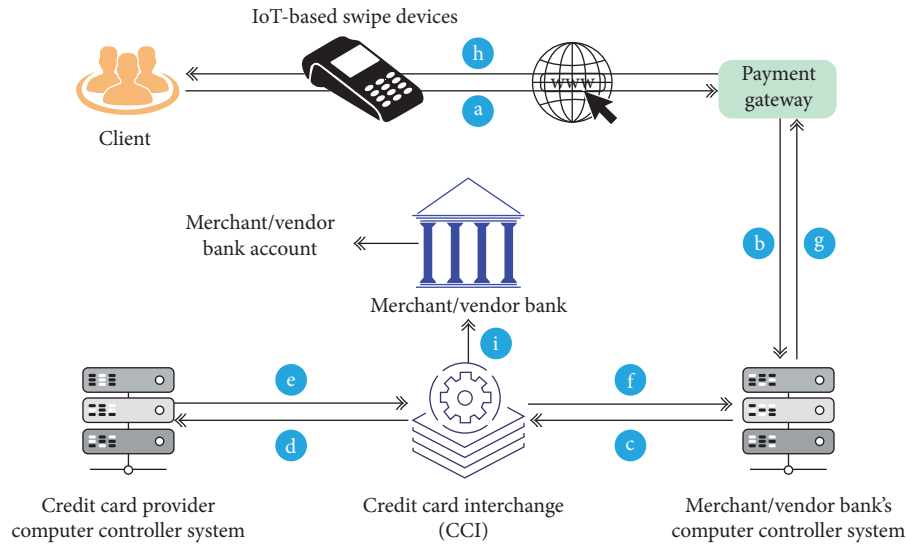 IoT-based swipe devices
h
www
a
Client
Payment
gateway
Merchant/vendor
bank account
b
g
Merchant/vendor bank
i
e
f
d
c
Credit card provider
computer controller system
Credit card interchange
(CCI)
Merchant/vendor bank's
computer controller system